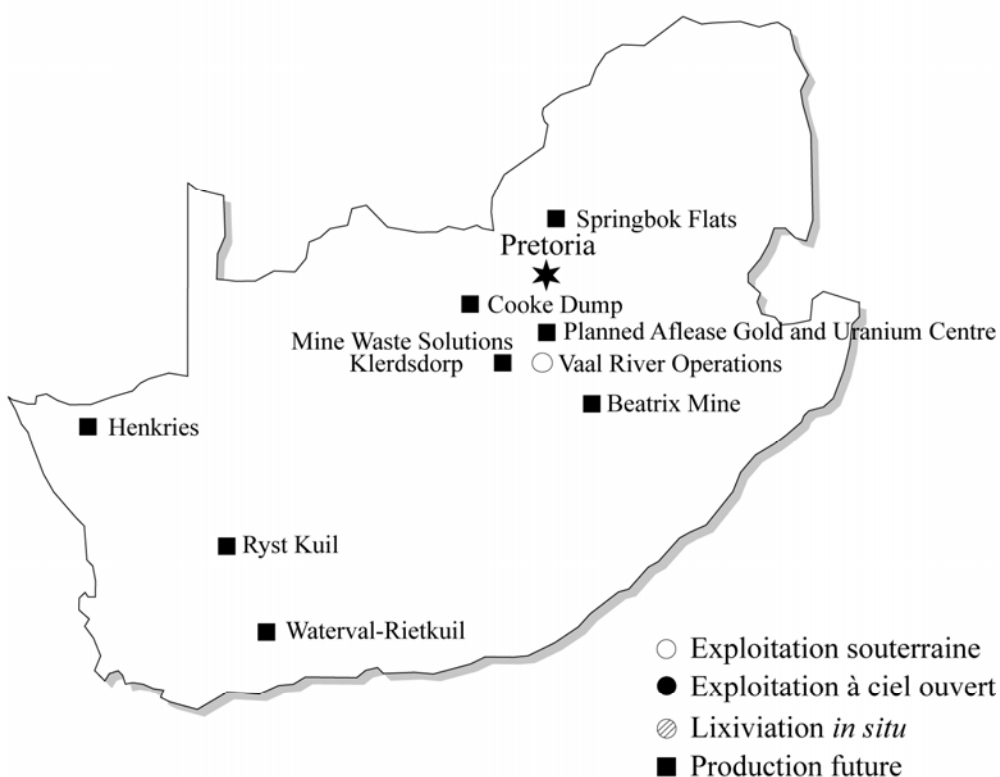 Springbok Flats
Pretoria
Cooke Dump
Planned Aflease Gold and Uranium Centre
Mine Waste Solutions
Klerdsdorp
Vaal River Operations
Beatrix Mine
Henkries
Ryst Kuil
Waterval-Rietkuil
Exploitation souterraine
Exploitation à ciel ouvert
Lixiviation in situ
Production future